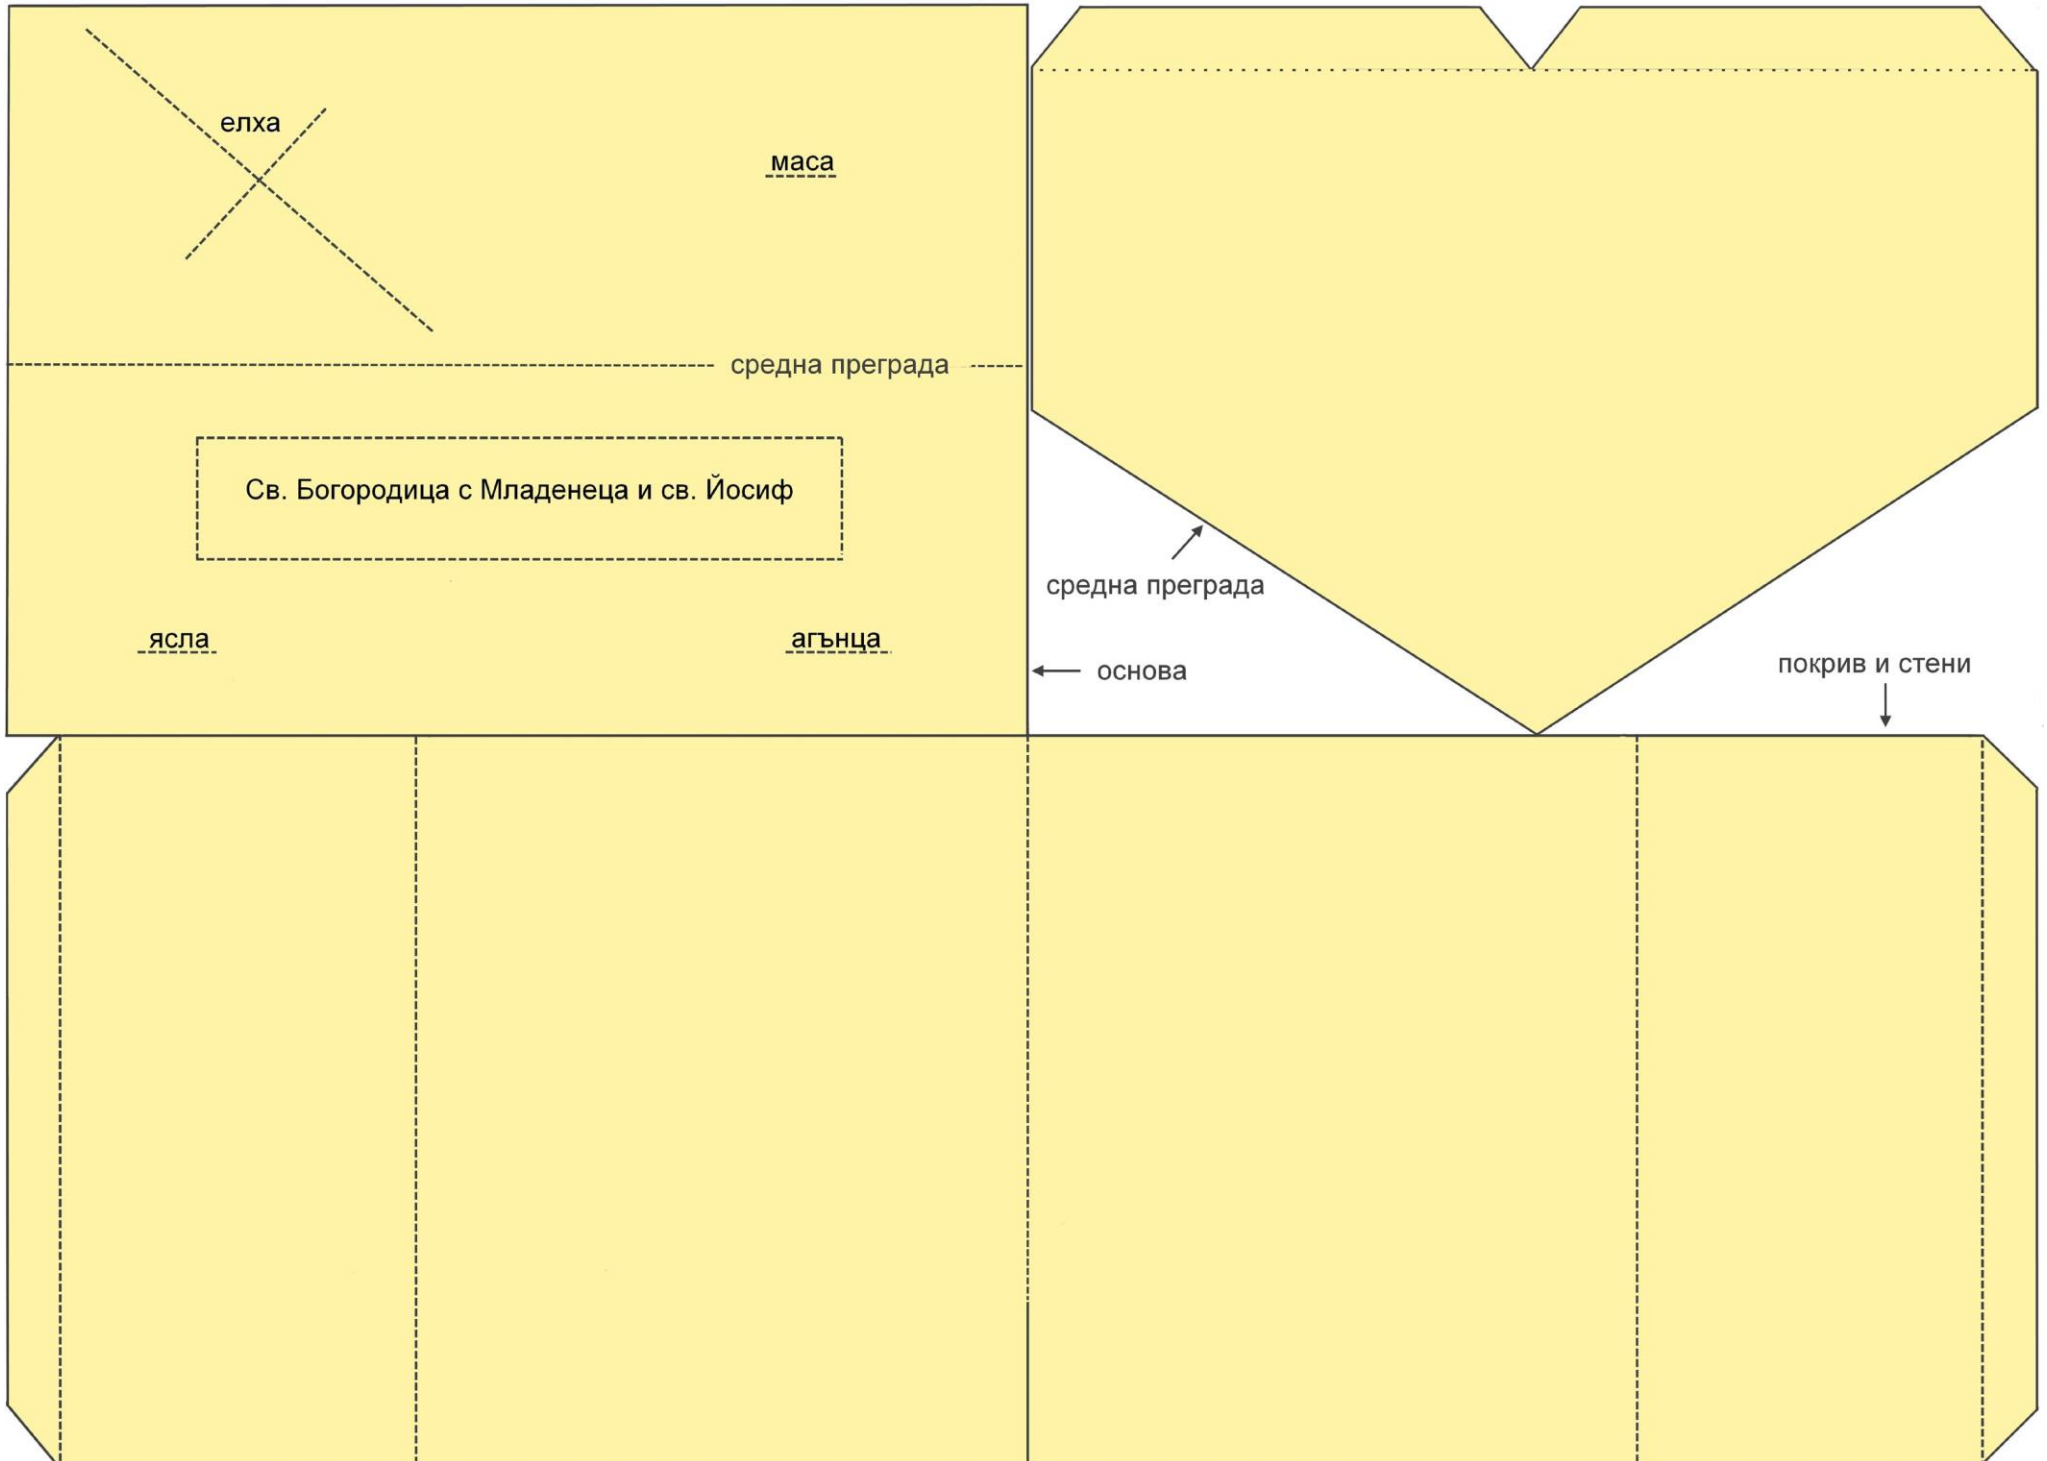 елха
маса
средна преграда
Св. Богородица с Младенеца и св. Йосиф
ясла
агънца
средна преграда
основа
покрив и стени